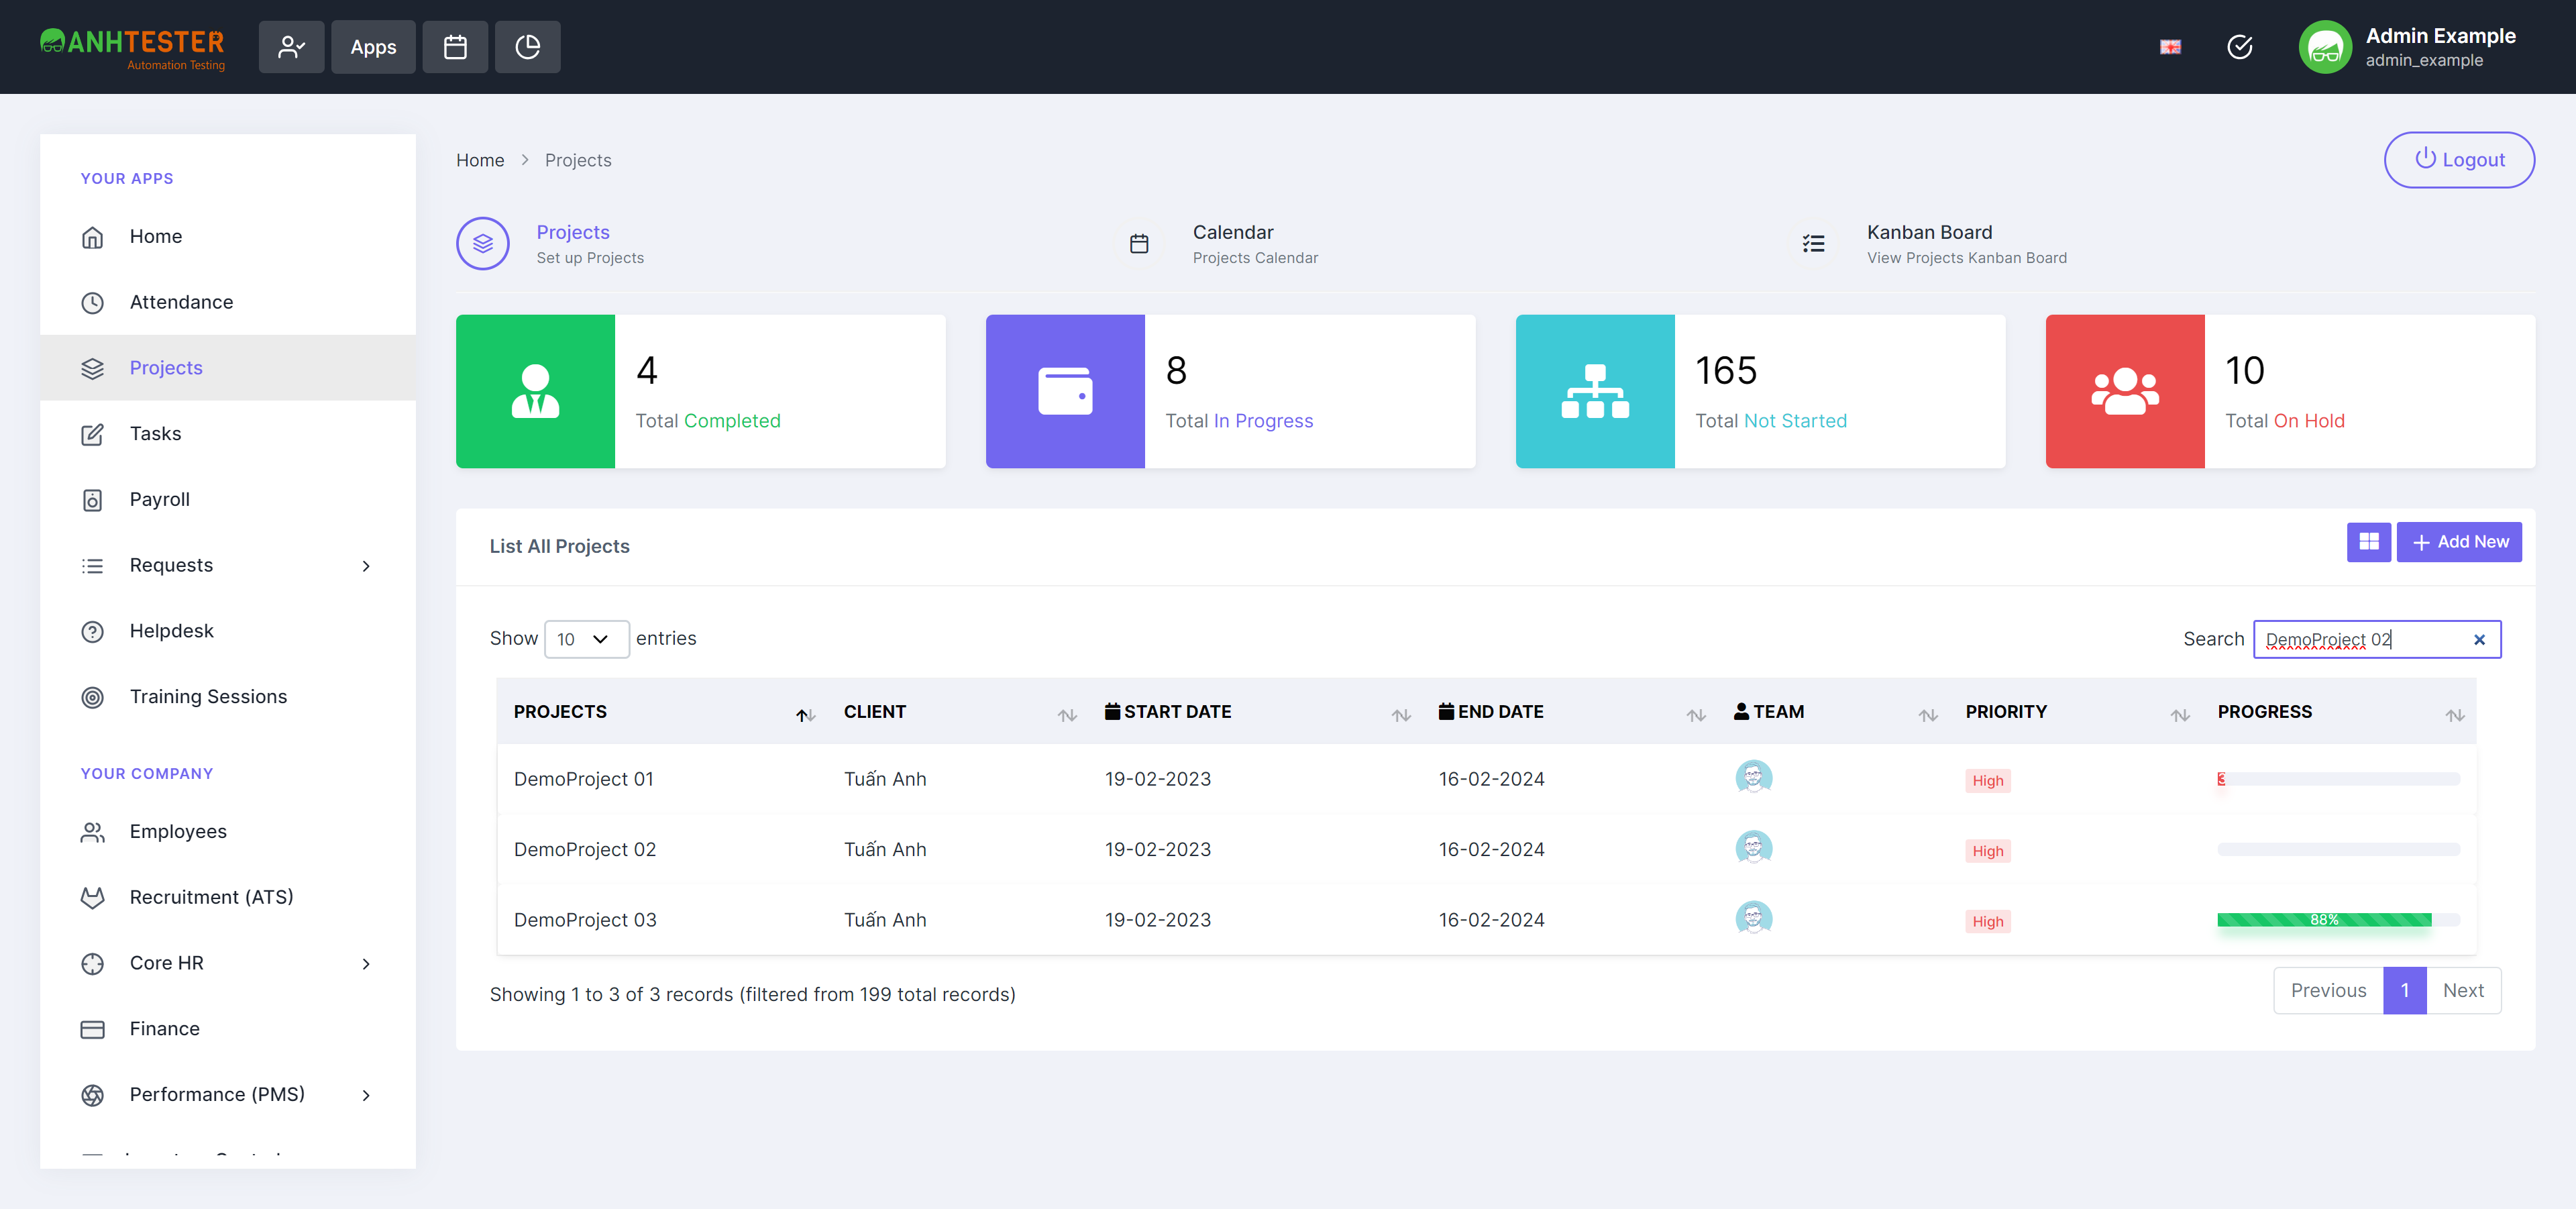 ANHTESTER
Automation Testing
Apps
Admin Example
admin_example
YOUR APPS
Home
Attendance
Projects
Tasks
Payroll
Requests
Helpdesk
Training Sessions
YOUR COMPANY
Employees
Recruitment (ATS)
Core HR
Finance
Performance (PMS)
Home > Projects
Logout
Projects
Set up Projects
Calendar
Projects Calendar
Kanban Board
View Projects Kanban Board
4
Total Completed
8
Total In Progress
165
Total Not Started
10
Total On Hold
List All Projects
Add New
Show 10 entries
Search DemoProject 02
PROJECTS CLIENT START DATE END DATE TEAM PRIORITY PROGRESS
DemoProject 01 Tuấn Anh 19-02-2023 16-02-2024 High
DemoProject 02 Tuấn Anh 19-02-2023 16-02-2024 High
DemoProject 03 Tuấn Anh 19-02-2023 16-02-2024 High 88%
Showing 1 to 3 of 3 records (filtered from 199 total records)
Previous 1 Next